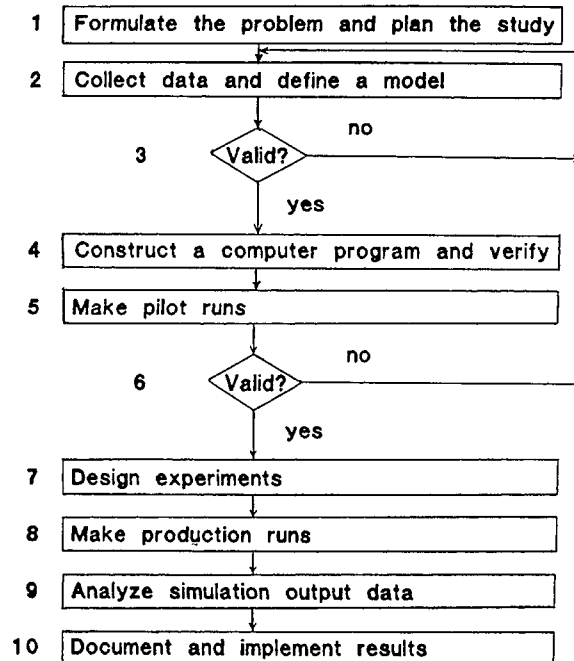 1 Formulate the problem and plan the study
2 Collect data and define a model
no
3 Valid?
yes
4 Construct a computer program and verify
5 Make pilot runs
no
6 Valid?
yes
7 Design experiments
8 Make production runs
9 Analyze simulation output data
10 Document and implement results